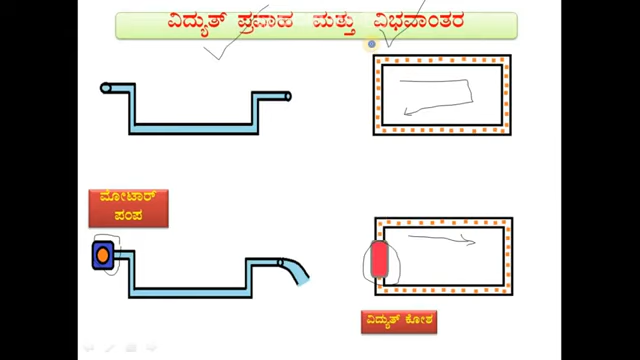 ವಿದ್ಯುತ್ ಪ್ರವಾಹ ಮತ್ತು ವಿಭವಾಂತರ
ಮೋಟಾರ್
ಪಂಪ
ವಿದ್ಯುತ್ ಕೋಶ